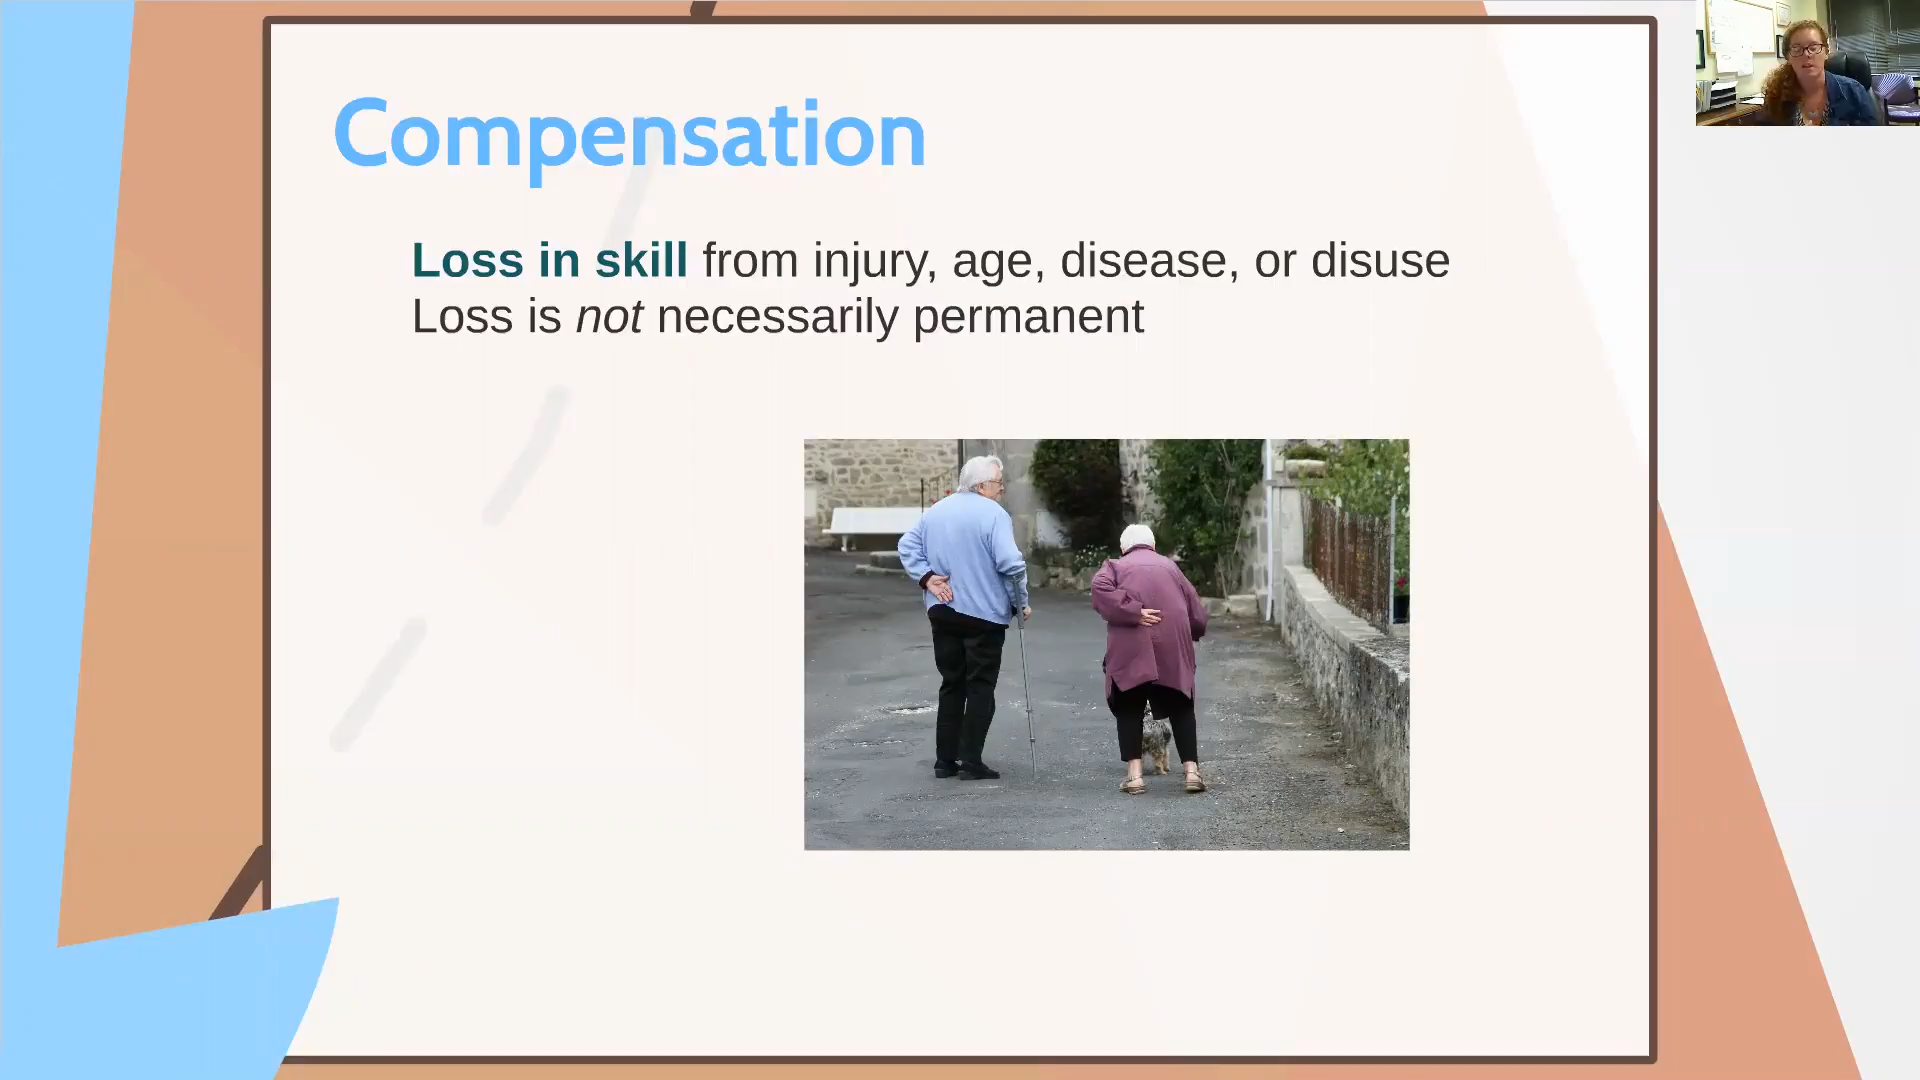 Compensation
Loss in skill from injury, age, disease, or disuse
Loss is not necessarily permanent